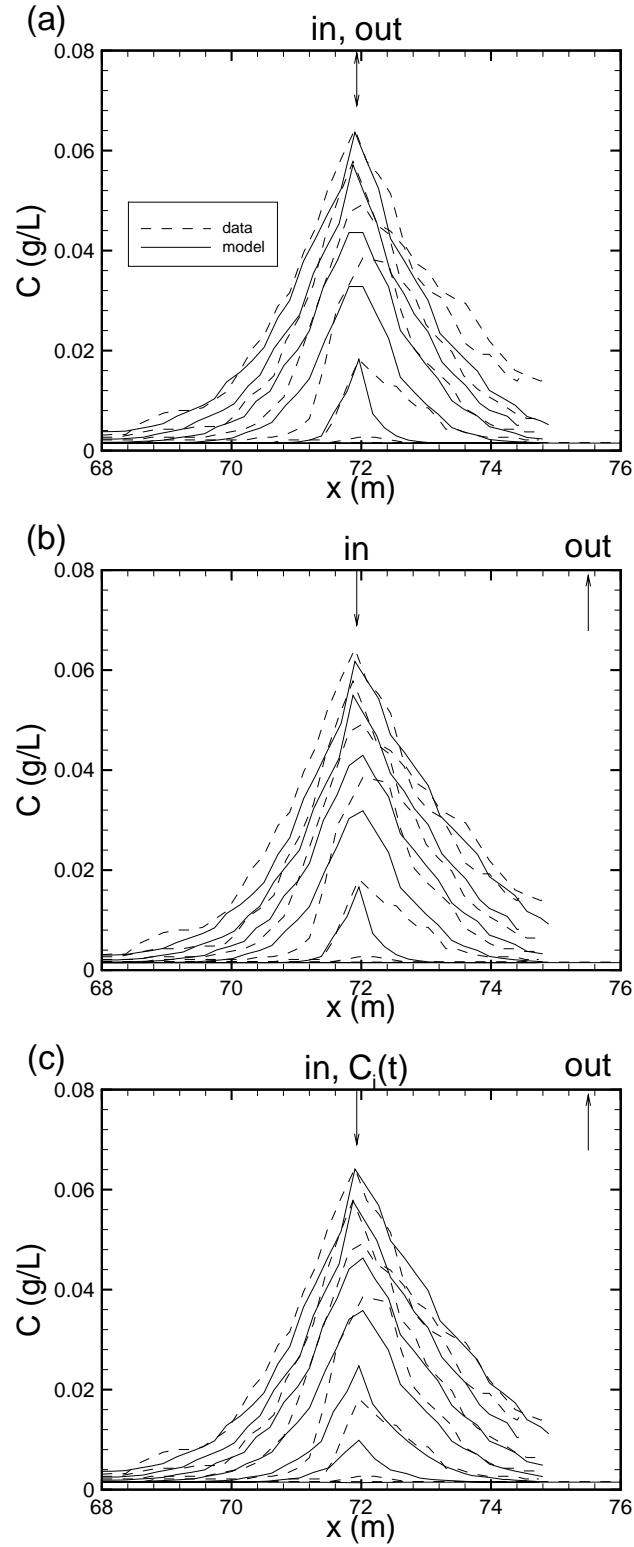 (a)
in, out
0.08
0.06
0.04
0.02
0
C (g/L)
data
model
68 70 72 74 76
x (m)
(b)
in
out
0.08
0.06
0.04
0.02
0
C (g/L)
68 70 72 74 76
x (m)
(c)
in, Ci(t)
out
0.08
0.06
0.04
0.02
0
C (g/L)
68 70 72 74 76
x (m)